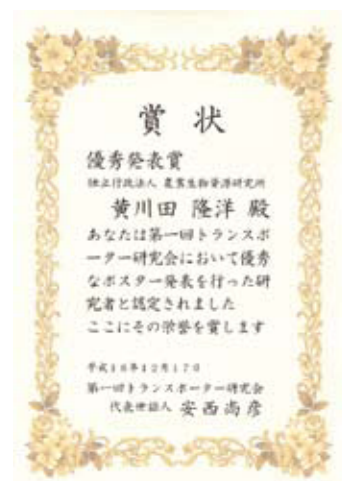 賞状
優秀発表賞
独立行政法人 農業生物資源研究所
黄川田 隆洋 殿
あなたは第一回トランスポ
ーター研究会において優秀
なポスター発表を行った研
究者と認定されました
ここにその栄誉を賞します
平成18年12月17日
第一回トランスポーター研究会
代表世話人 安西尚彦